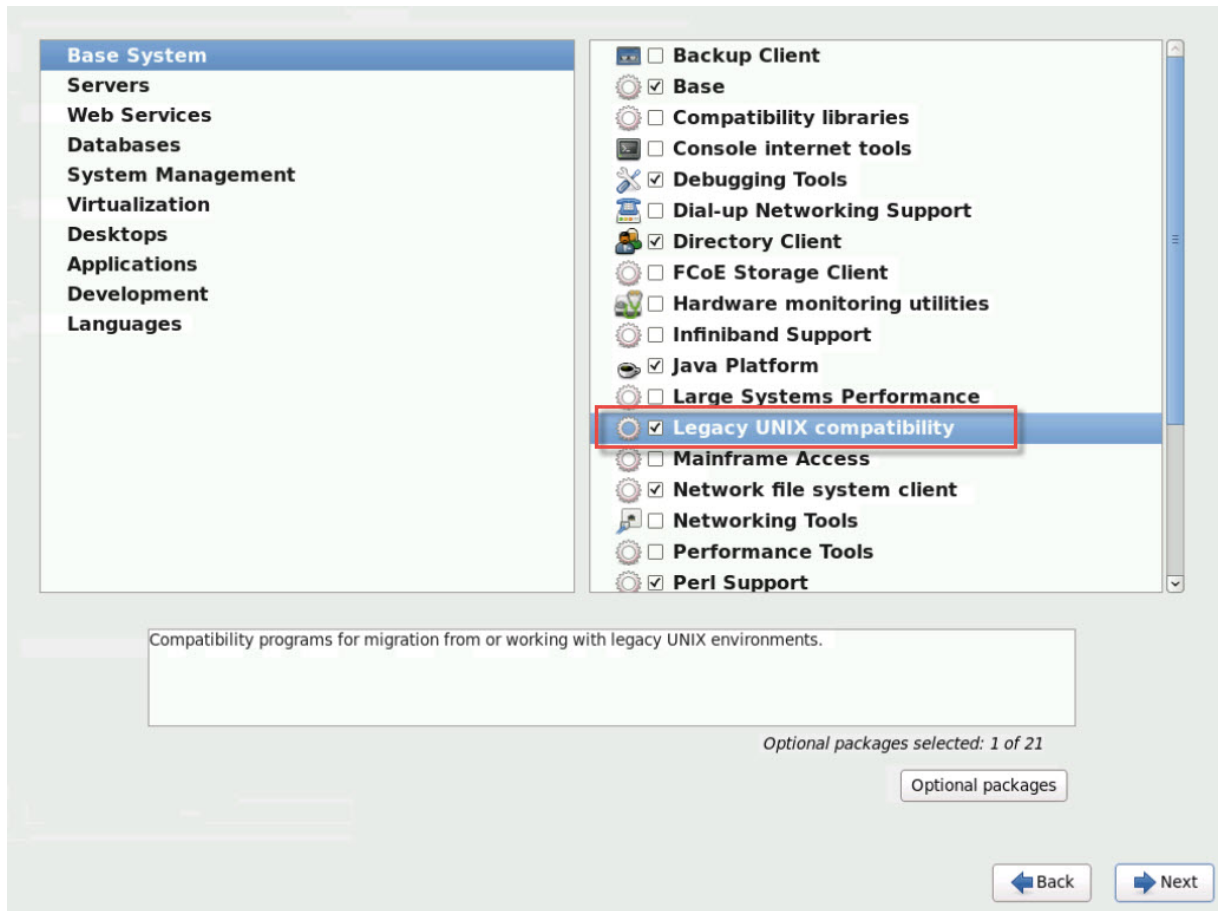 Base System
Servers
Web Services
Databases
System Management
Virtualization
Desktops
Applications
Development
Languages
Backup Client
Base
Compatibility libraries
Console internet tools
Debugging Tools
Dial-up Networking Support
Directory Client
FCoE Storage Client
Hardware monitoring utilities
Infiniband Support
Java Platform
Large Systems Performance
Legacy UNIX compatibility
Mainframe Access
Network file system client
Networking Tools
Performance Tools
Perl Support
Compatibility programs for migration from or working with legacy UNIX environments.
Optional packages selected: 1 of 21
Optional packages
Back
Next